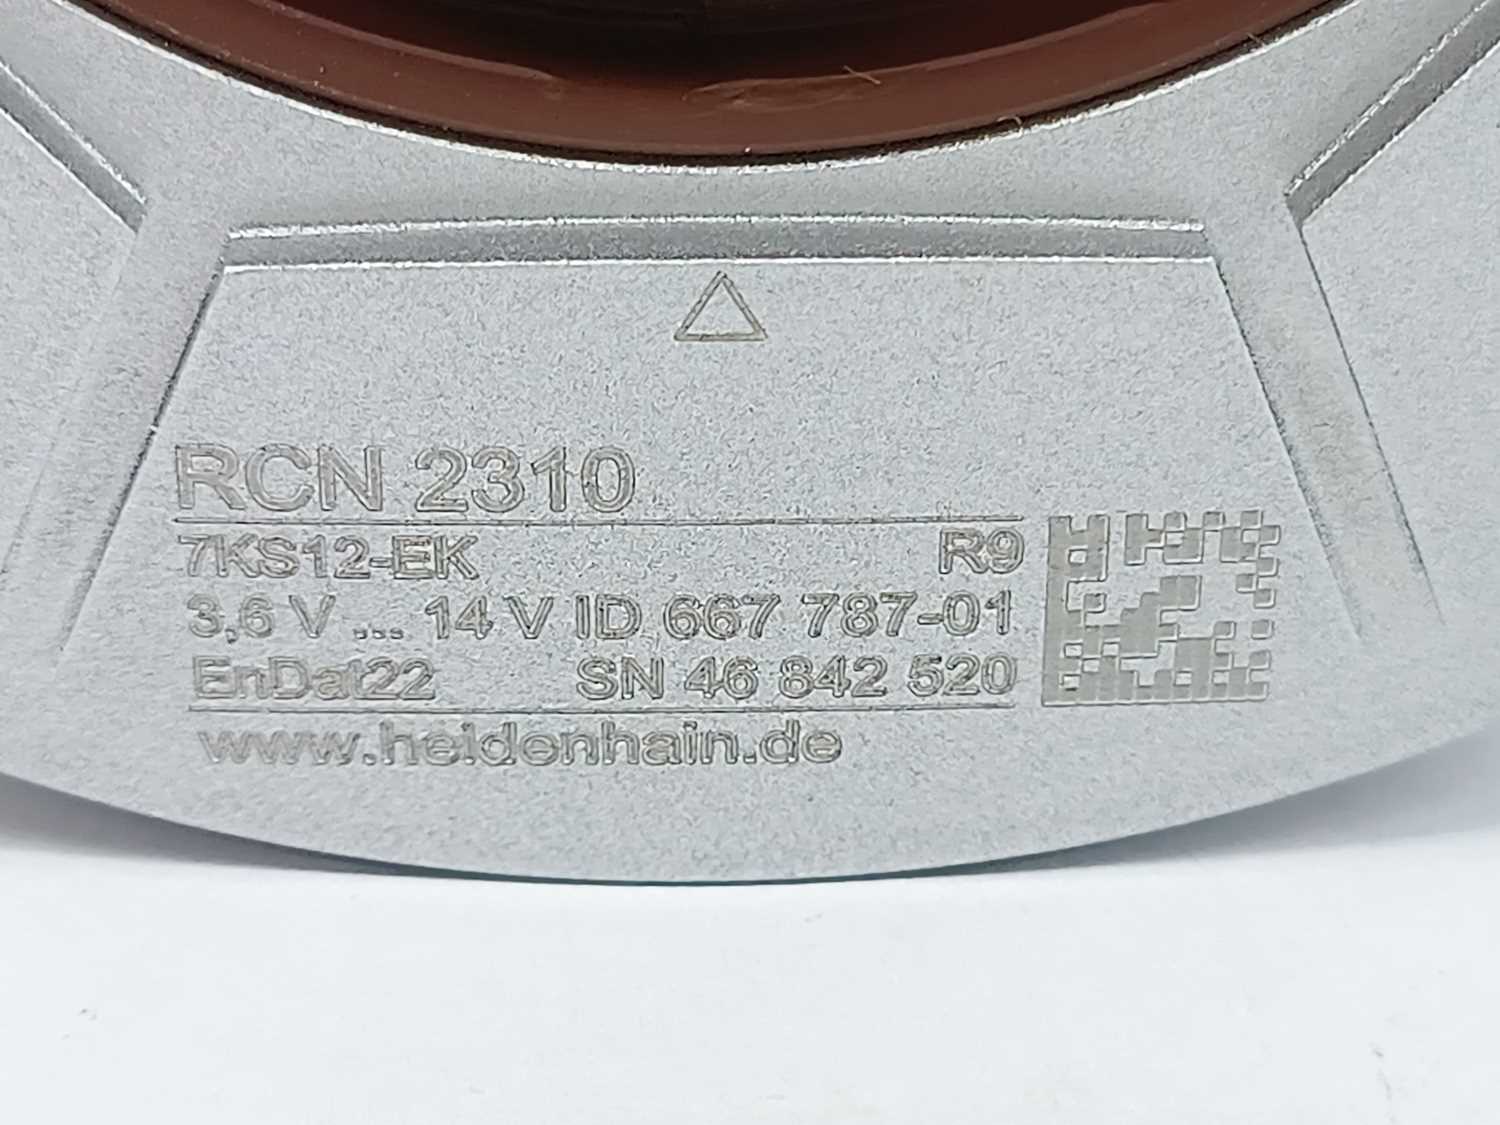 RCN 2310
7KS12-EK R9
3,6 V ... 14 V ID 667 787-01
EnDat22 SN 46 842 520
www.heidenhain.de